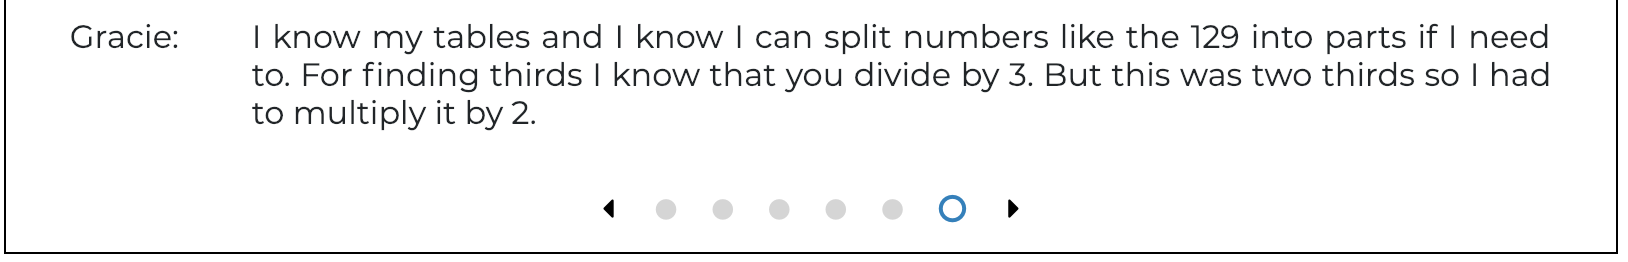 Gracie: I know my tables and I know I can split numbers like the 129 into parts if I need
to. For finding thirds I know that you divide by 3. But this was two thirds so I had
to multiply it by 2.